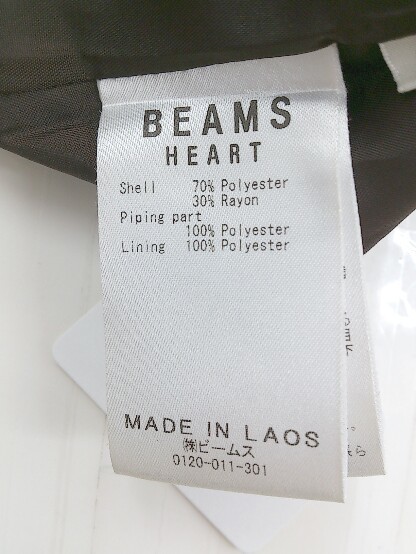 BEAMS
HEART
Shell 70% Polyester
30% Rayon
Piping part
100% Polyester
Lining 100% Polyester
MADE IN LAOS
㈱ビームス
0120-011-301